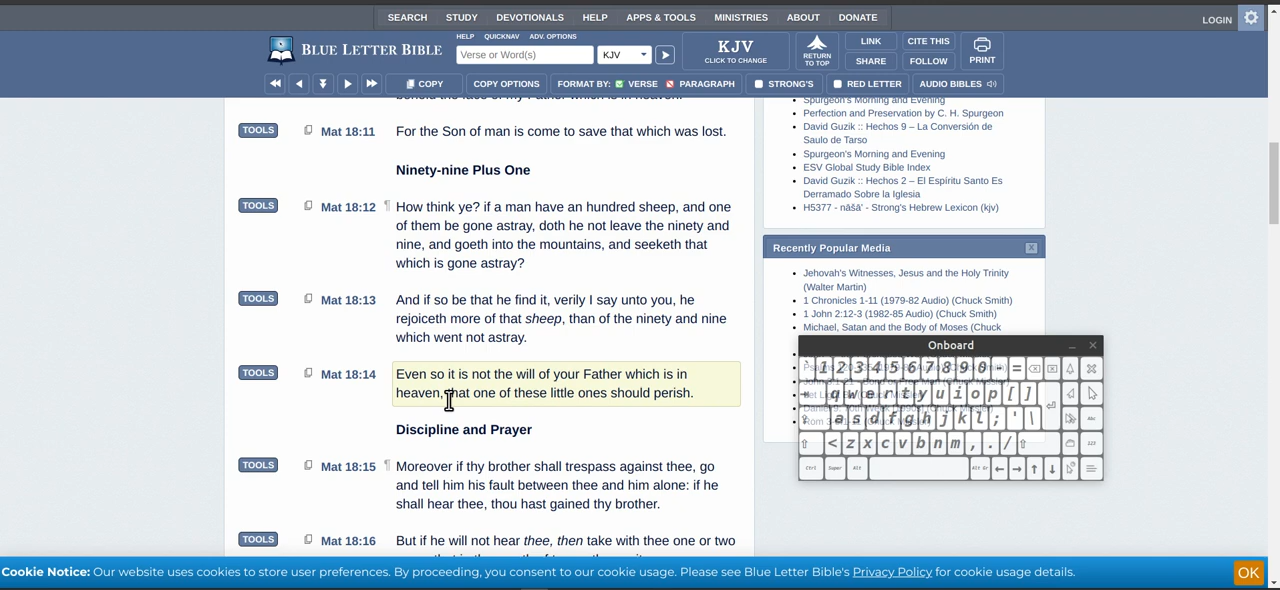 SEARCH STUDY DEVOTIONALS HELP APPS & TOOLS MINISTRIES ABOUT DONATE
LOGIN
BLUE LETTER BIBLE
HELP QUICKNAV ADV. OPTIONS
Verse or Word(s) KJV
KJV
CLICK TO CHANGE
RETURN
TO TOP
LINK CITE THIS
SHARE FOLLOW
PRINT
COPY COPY OPTIONS FORMAT BY: VERSE PARAGRAPH STRONG'S RED LETTER AUDIO BIBLES
TOOLS Mat 18:11 For the Son of man is come to save that which was lost.
Ninety-nine Plus One
TOOLS Mat 18:12 ¶ How think ye? if a man have an hundred sheep, and one
of them be gone astray, doth he not leave the ninety and
nine, and goeth into the mountains, and seeketh that
which is gone astray?
TOOLS Mat 18:13 And if so be that he find it, verily I say unto you, he
rejoiceth more of that sheep, than of the ninety and nine
which went not astray.
TOOLS Mat 18:14 Even so it is not the will of your Father which is in
heaven, that one of these little ones should perish.
Discipline and Prayer
TOOLS Mat 18:15 ¶ Moreover if thy brother shall trespass against thee, go
and tell him his fault between thee and him alone: if he
shall hear thee, thou hast gained thy brother.
TOOLS Mat 18:16 But if he will not hear thee, then take with thee one or two
Spurgeon's Morning and Evening
Perfection and Preservation by C. H. Spurgeon
David Guzik :: Hechos 9 – La Conversión de
Saulo de Tarso
Spurgeon's Morning and Evening
ESV Global Study Bible Index
David Guzik :: Hechos 2 – El Espíritu Santo Es
Derramado Sobre la Iglesia
H5377 - nāšā' - Strong's Hebrew Lexicon (kjv)
Recently Popular Media X
Jehovah's Witnesses, Jesus and the Holy Trinity
(Walter Martin)
1 Chronicles 1-11 (1979-82 Audio) (Chuck Smith)
1 John 2:12-3 (1982-85 Audio) (Chuck Smith)
Michael, Satan and the Body of Moses (Chuck
Onboard
` 1 2 3 4 5 6 7 8 9 0 - =
q w e r t y u i o p [ ]
a s d f g h j k l ; ' \ Abc
< z x c v b n m , . / 123
Ctrl Super Alt Alt Gr
Cookie Notice: Our website uses cookies to store user preferences. By proceeding, you consent to our cookie usage. Please see Blue Letter Bible's Privacy Policy for cookie usage details. OK